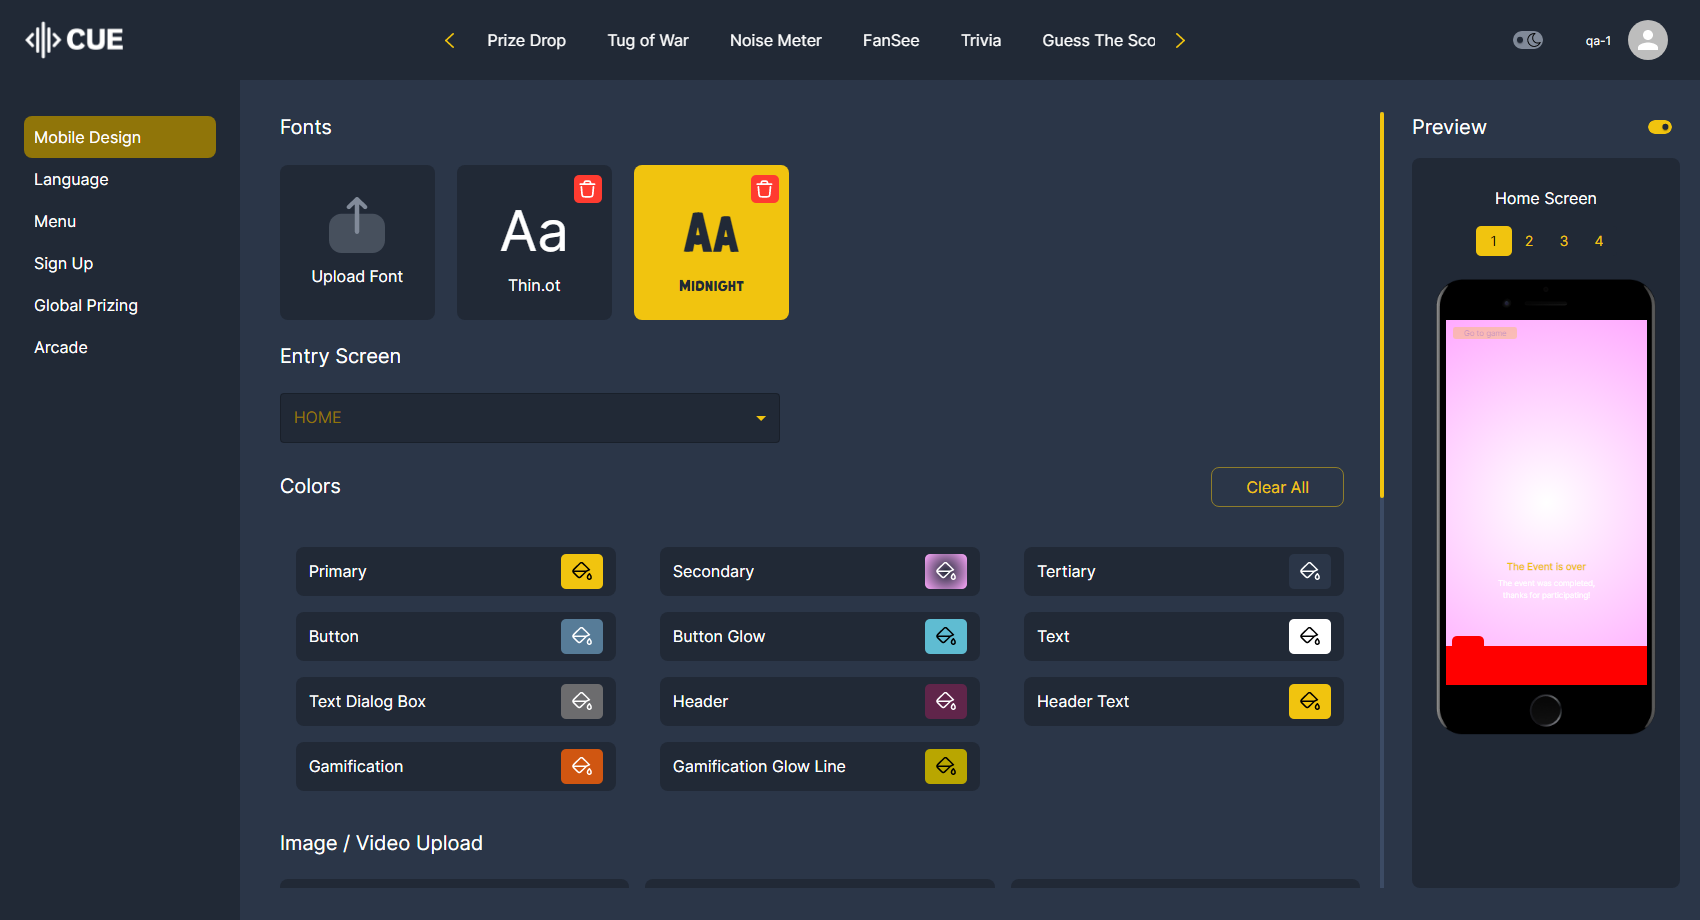 CUE
Prize Drop
Tug of War
Noise Meter
FanSee
Trivia
Guess The Sco
qa-1
Mobile Design
Language
Menu
Sign Up
Global Prizing
Arcade
Fonts
Upload Font
Aa
Thin.ot
AA
MIDNIGHT
Entry Screen
HOME
Colors
Clear All
Primary
Secondary
Tertiary
Button
Button Glow
Text
Text Dialog Box
Header
Header Text
Gamification
Gamification Glow Line
Image / Video Upload
Preview
Home Screen
1 2 3 4
Go to game
The Event is over
The event was completed,
thanks for participating!